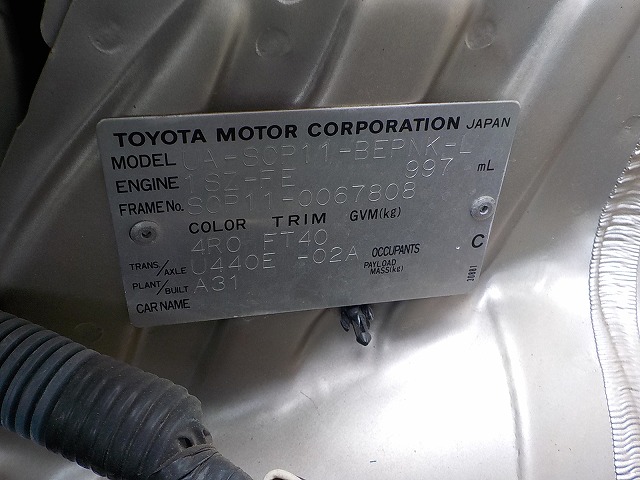 TOYOTA MOTOR CORPORATION JAPAN
MODEL UA-SCP11-BEPNK-L
ENGINE 1SZ-FE 997 mL
FRAME No. SCP11-0067808
COLOR TRIM GVM(kg)
4R0 FT40
TRANS./AXLE U440E -02A OCCUPANTS C
PLANT/BUILT A31 PAYLOAD MASS(kg)
CAR NAME